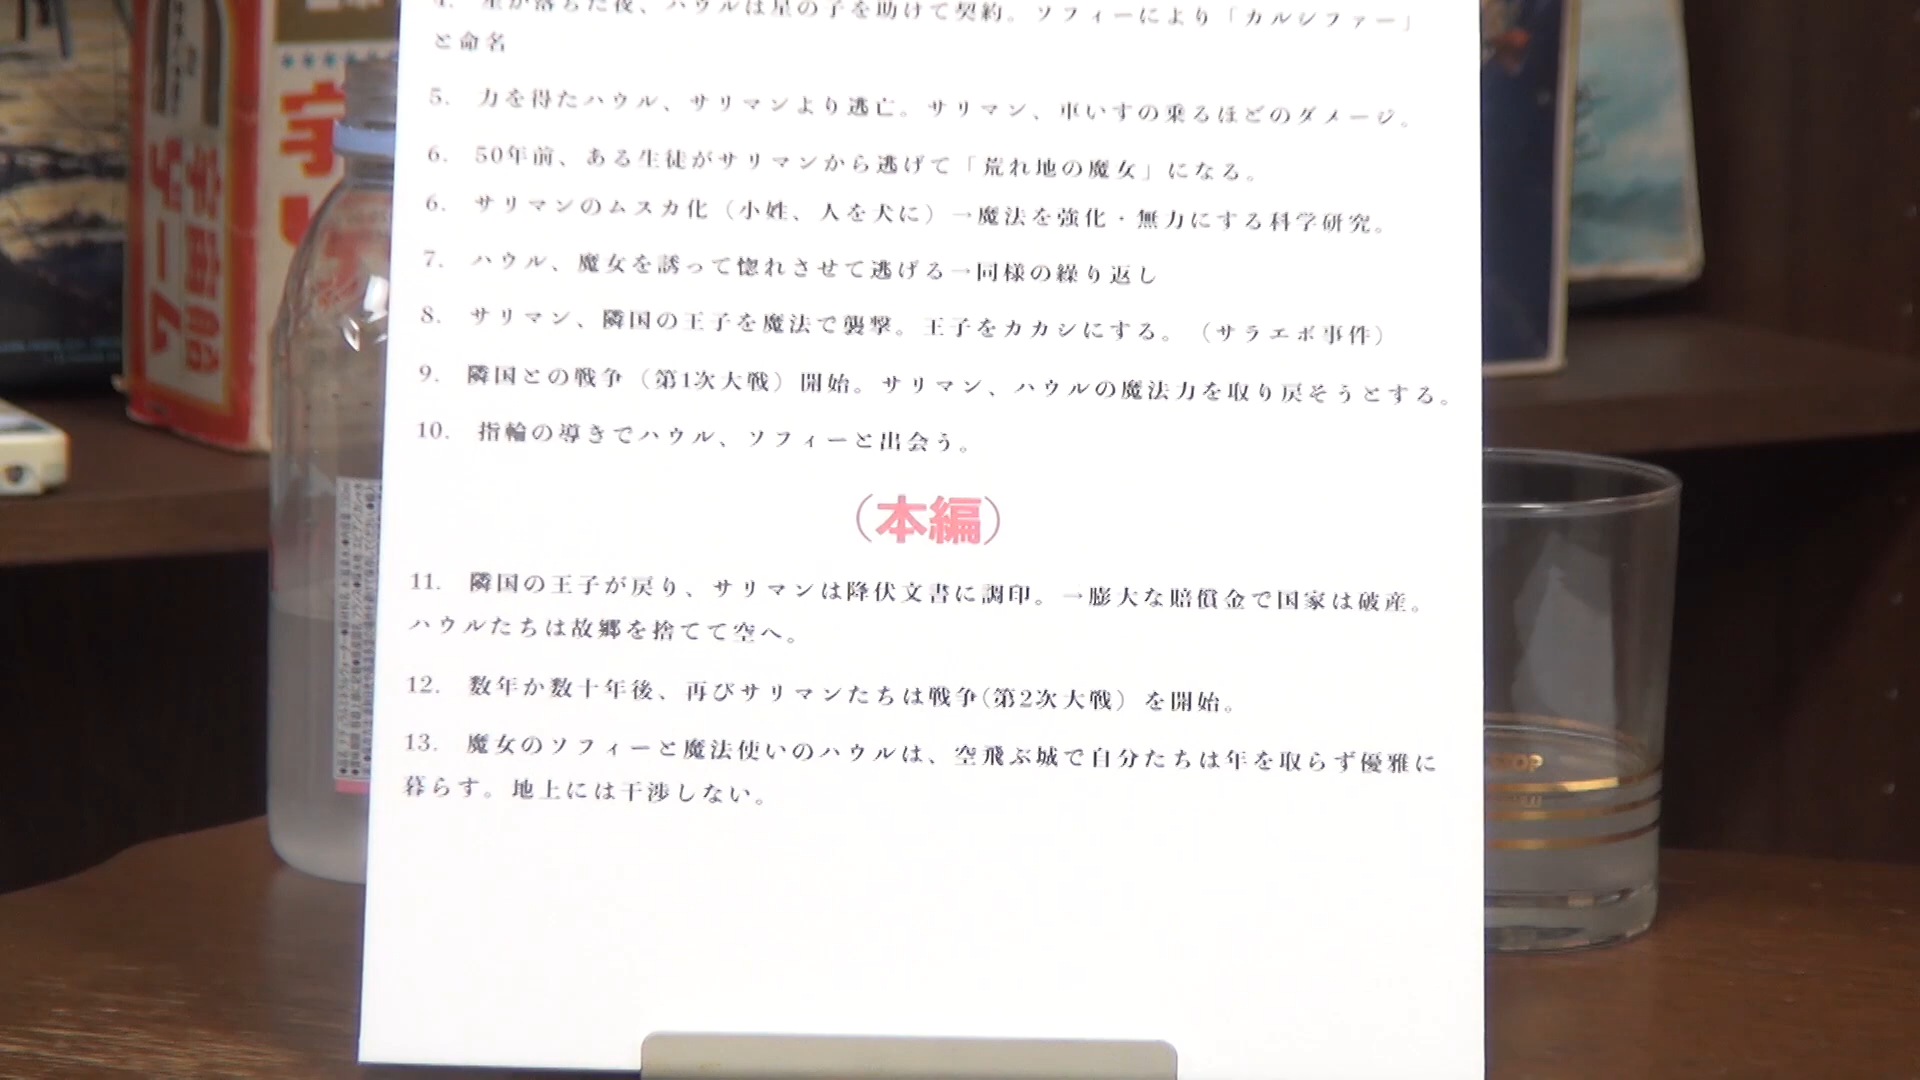 4. 星が落ちた後、ハウルは星の子を助けて契約。ソフィーにより「カルシファー」
と命名
5. 力を得たハウル、サリマンより逃亡。サリマン、車いすの乗るほどのダメージ。
6. 50年前、ある生徒がサリマンから逃げて「荒れ地の魔女」になる。
6. サリマンのムスカ化（小姓、人を犬に）→魔法を強化・無力にする科学研究。
7. ハウル、魔女を誘って惚れさせて逃げる→同様の繰り返し
8. サリマン、隣国の王子を魔法で襲撃。王子をカカシにする。（サラエボ事件）
9. 隣国との戦争（第1次大戦）開始。サリマン、ハウルの魔法力を取り戻そうとする。
10. 指輪の導きでハウル、ソフィーと出会う。
（本編）
11. 隣国の王子が戻り、サリマンは降伏文書に調印。→膨大な賠償金で国家は破産。
ハウルたちは故郷を捨てて空へ。
12. 数年か数十年後、再びサリマンたちは戦争(第2次大戦）を開始。
13. 魔女のソフィーと魔法使いのハウルは、空飛ぶ城で自分たちは年を取らず優雅に
暮らす。地上には干渉しない。
宇宙船
ゲーム